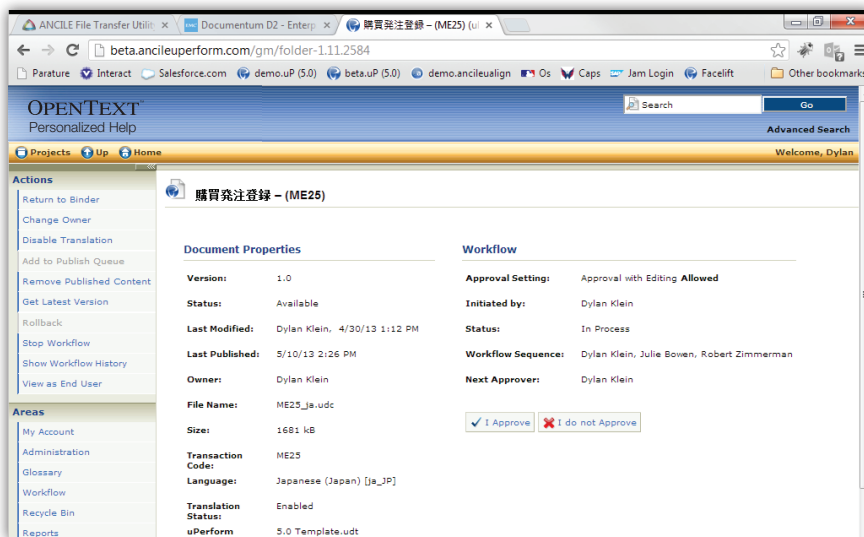 ANCILE File Transfer Utilit
Documentum D2 - Enterp
購買発注登録 – (ME25) (ul
beta.ancileuperform.com/gm/folder-1.11.2584
Parature Interact Salesforce.com demo.uP (5.0) beta.uP (5.0) demo.ancileualign Os Caps Jam Login Facelift Other bookmark
OPENTEXT™
Personalized Help
Search Go
Advanced Search
Projects Up Home Welcome, Dylan
Actions
Return to Binder
Change Owner
Disable Translation
Add to Publish Queue
Remove Published Content
Get Latest Version
Rollback
Stop Workflow
Show Workflow History
View as End User
Areas
My Account
Administration
Glossary
Workflow
Recycle Bin
Reports
購買発注登録 – (ME25)
Document Properties
Version: 1.0
Status: Available
Last Modified: Dylan Klein, 4/30/13 1:12 PM
Last Published: 5/10/13 2:26 PM
Owner: Dylan Klein
File Name: ME25_ja.udc
Size: 1681 kB
Transaction Code: ME25
Language: Japanese (Japan) [ja_JP]
Translation Status: Enabled
uPerform 5.0 Template.udt
Workflow
Approval Setting: Approval with Editing Allowed
Initiated by: Dylan Klein
Status: In Process
Workflow Sequence: Dylan Klein, Julie Bowen, Robert Zimmerman
Next Approver: Dylan Klein
I Approve I do not Approve